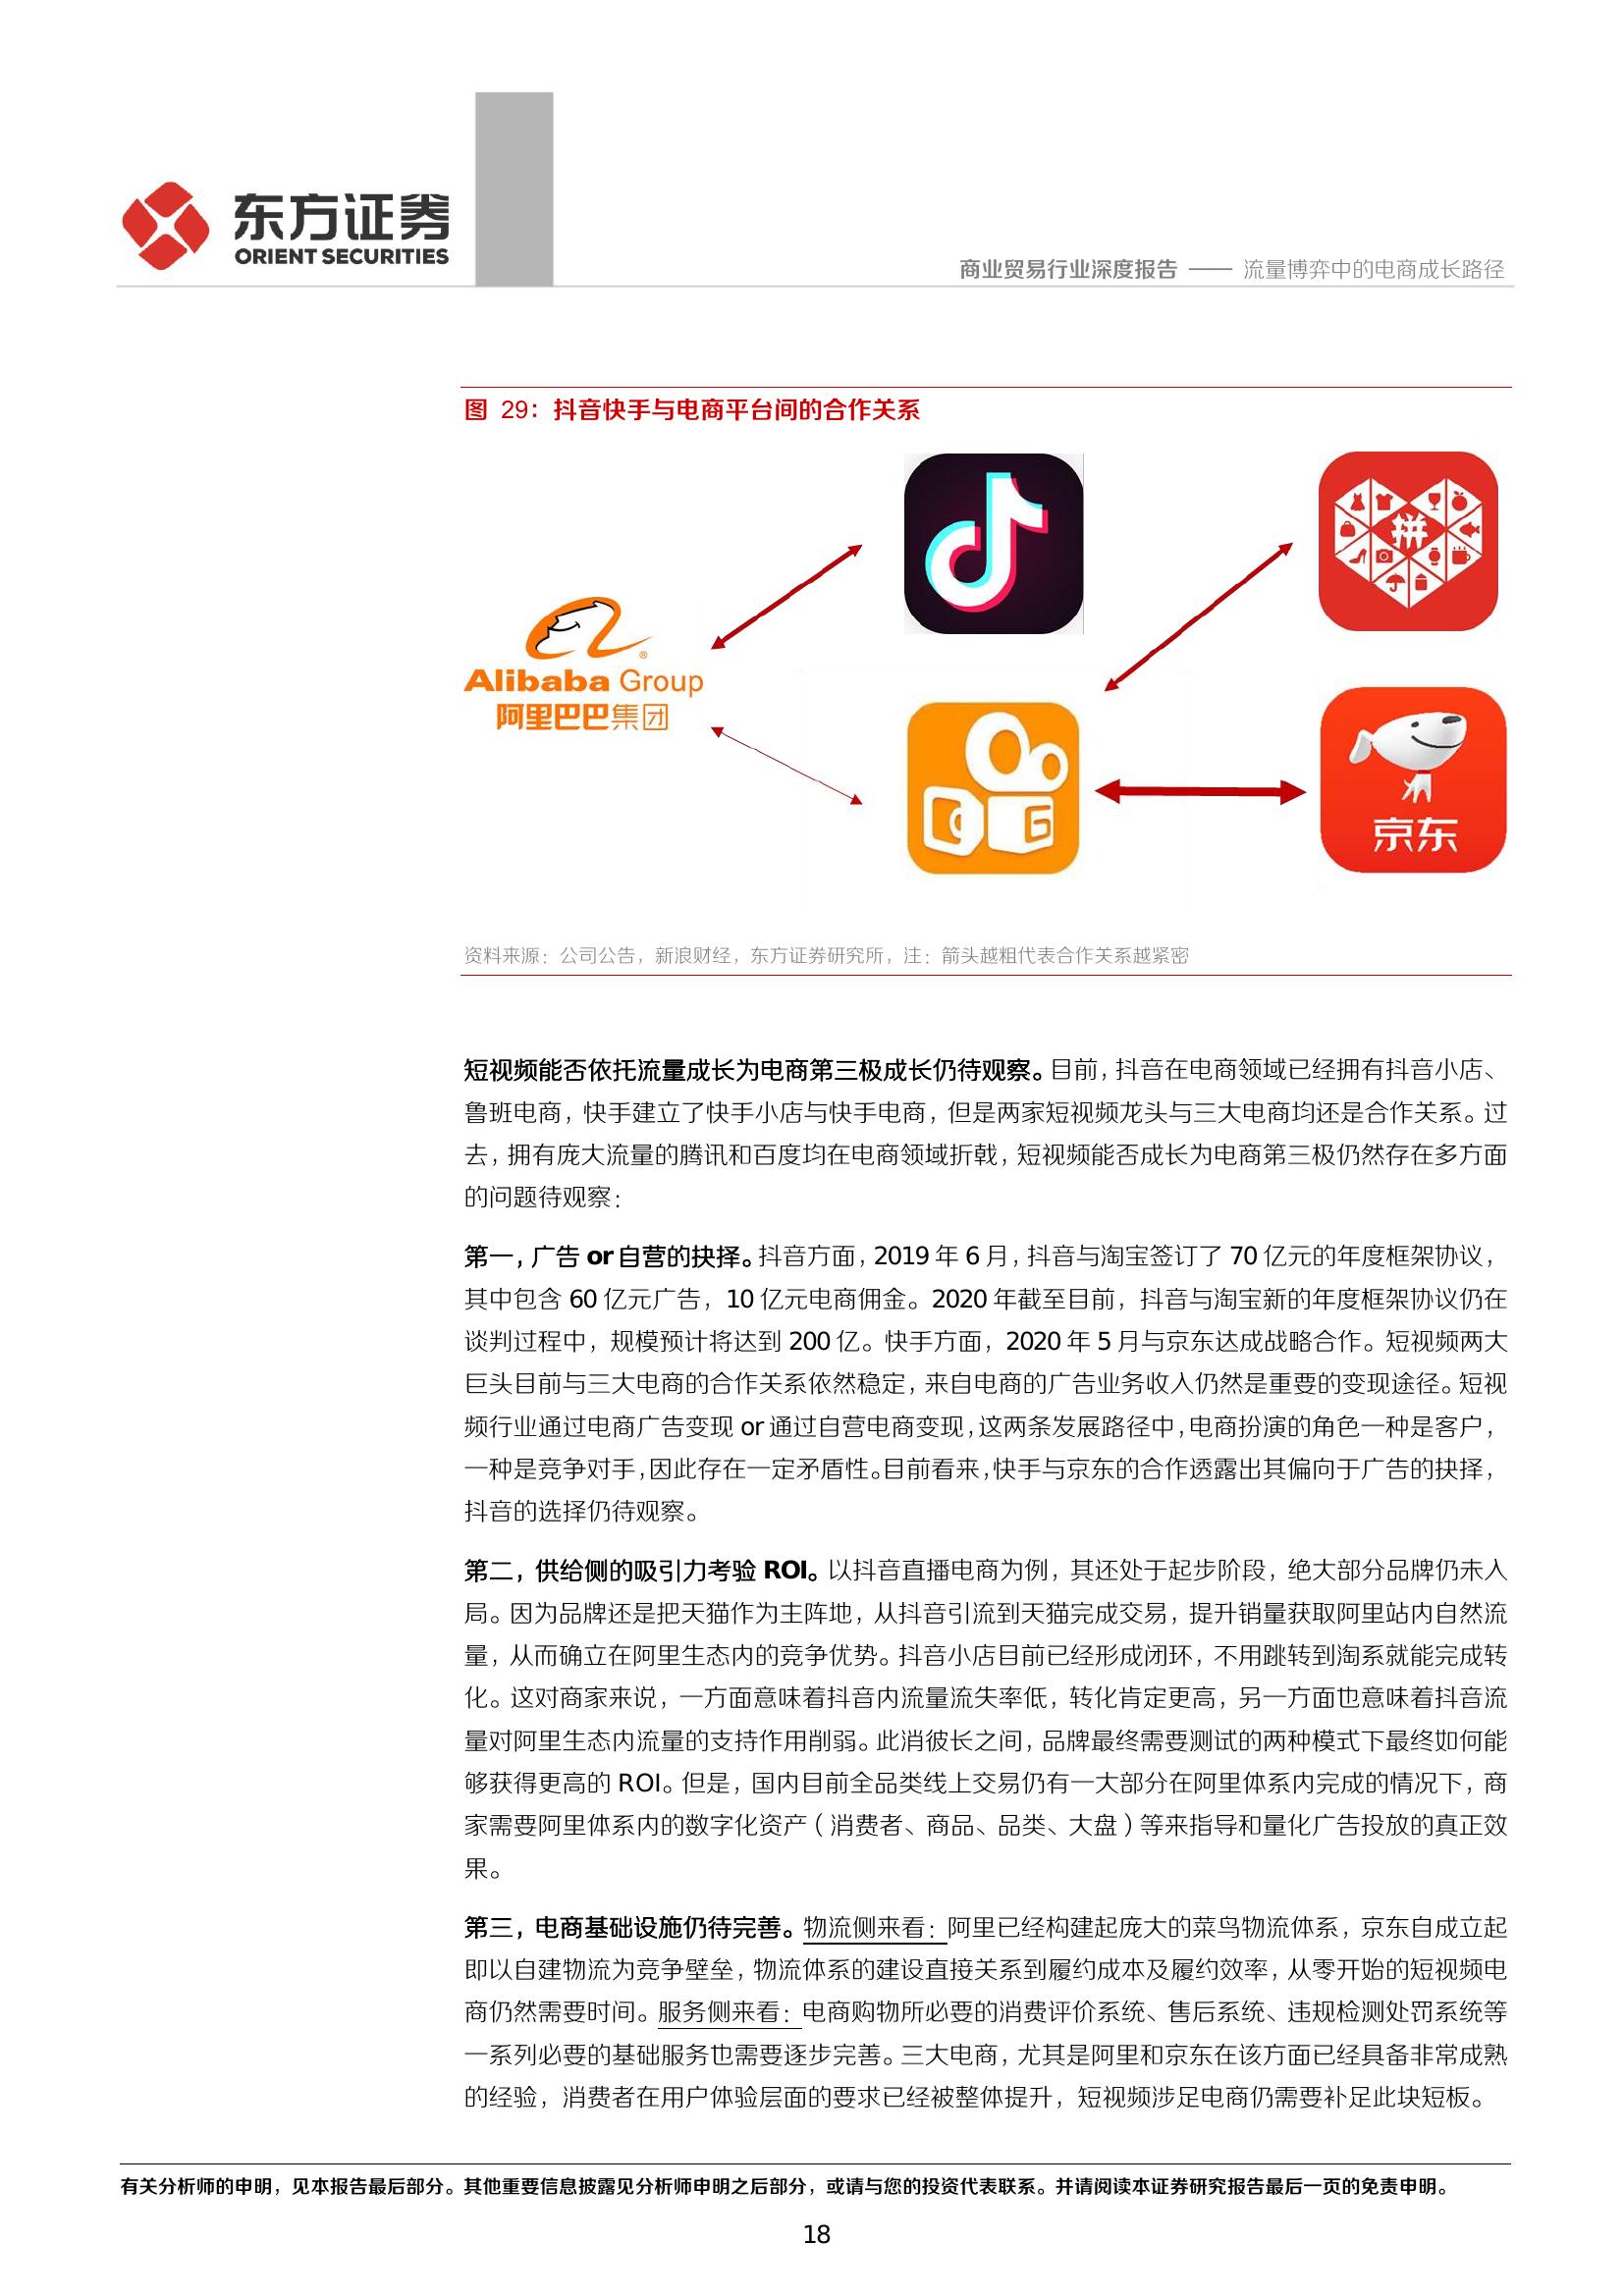 东方证券
ORIENT SECURITIES
商业贸易行业深度报告 —— 流量博弈中的电商成长路径
图 29：抖音快手与电商平台间的合作关系
拼
Alibaba Group
阿里巴巴集团
京东
资料来源：公司公告，新浪财经，东方证券研究所，注：箭头越粗代表合作关系越紧密
短视频能否依托流量成长为电商第三极成长仍待观察。目前，抖音在电商领域已经拥有抖音小店、
鲁班电商，快手建立了快手小店与快手电商，但是两家短视频龙头与三大电商均还是合作关系。过
去，拥有庞大流量的腾讯和百度均在电商领域折戟，短视频能否成长为电商第三极仍然存在多方面
的问题待观察：
第一，广告 or 自营的抉择。抖音方面，2019 年 6 月，抖音与淘宝签订了 70 亿元的年度框架协议，
其中包含 60 亿元广告，10 亿元电商佣金。2020 年截至目前，抖音与淘宝新的年度框架协议仍在
谈判过程中，规模预计将达到 200 亿。快手方面，2020 年 5 月与京东达成战略合作。短视频两大
巨头目前与三大电商的合作关系依然稳定，来自电商的广告业务收入仍然是重要的变现途径。短视
频行业通过电商广告变现 or 通过自营电商变现，这两条发展路径中，电商扮演的角色一种是客户，
一种是竞争对手，因此存在一定矛盾性。目前看来，快手与京东的合作透露出其偏向于广告的抉择，
抖音的选择仍待观察。
第二，供给侧的吸引力考验 ROI。以抖音直播电商为例，其还处于起步阶段，绝大部分品牌仍未入
局。因为品牌还是把天猫作为主阵地，从抖音引流到天猫完成交易，提升销量获取阿里站内自然流
量，从而确立在阿里生态内的竞争优势。抖音小店目前已经形成闭环，不用跳转到淘系就能完成转
化。这对商家来说，一方面意味着抖音内流量流失率低，转化肯定更高，另一方面也意味着抖音流
量对阿里生态内流量的支持作用削弱。此消彼长之间，品牌最终需要测试的两种模式下最终如何能
够获得更高的 ROI。但是，国内目前全品类线上交易仍有一大部分在阿里体系内完成的情况下，商
家需要阿里体系内的数字化资产（消费者、商品、品类、大盘）等来指导和量化广告投放的真正效
果。
第三，电商基础设施仍待完善。物流侧来看：阿里已经构建起庞大的菜鸟物流体系，京东自成立起
即以自建物流为竞争壁垒，物流体系的建设直接关系到履约成本及履约效率，从零开始的短视频电
商仍然需要时间。服务侧来看：电商购物所必要的消费评价系统、售后系统、违规检测处罚系统等
一系列必要的基础服务也需要逐步完善。三大电商，尤其是阿里和京东在该方面已经具备非常成熟
的经验，消费者在用户体验层面的要求已经被整体提升，短视频涉足电商仍需要补足此块短板。
有关分析师的申明，见本报告最后部分。其他重要信息披露见分析师申明之后部分，或请与您的投资代表联系。并请阅读本证券研究报告最后一页的免责申明。
18